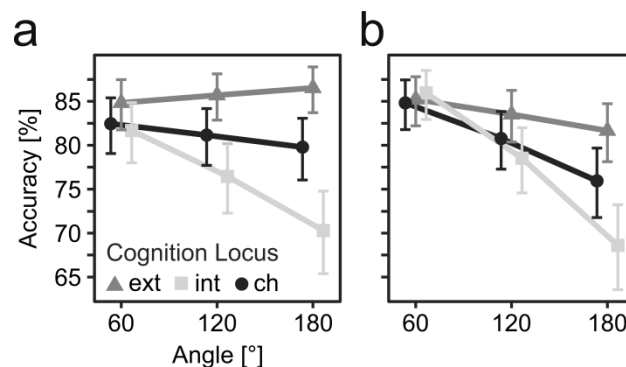 a
b
Accuracy [%]
85
80
75
70
65
Cognition Locus
ext int ch
60 120 180
60 120 180
Angle [°]